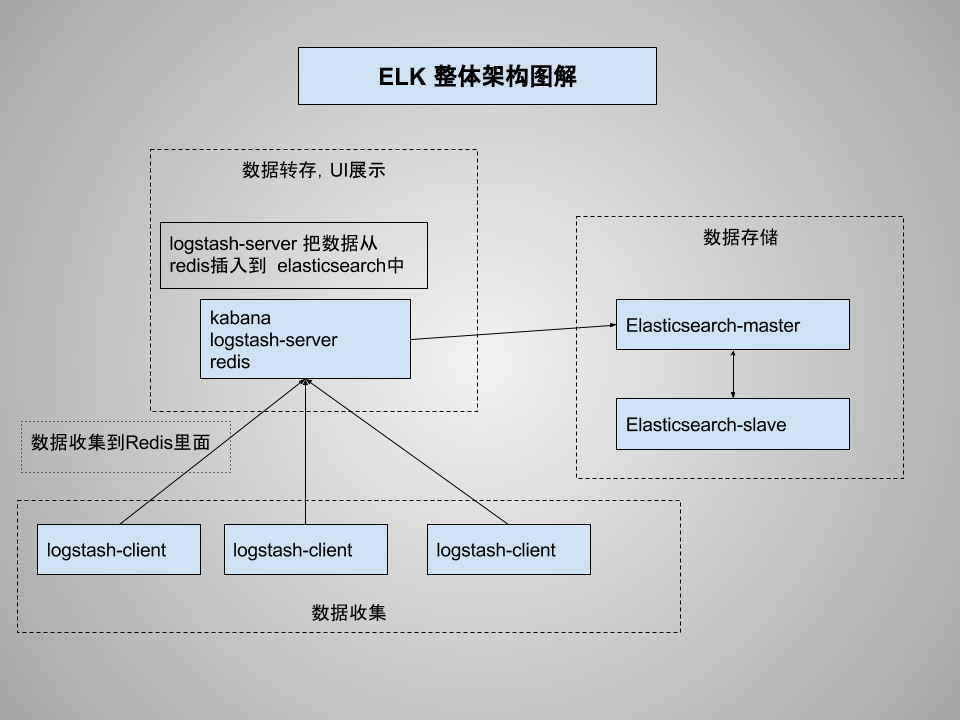 ELK 整体架构图解
数据转存, UI展示
logstash-server 把数据从
redis插入到 elasticsearch中
kabana
logstash-server
redis
数据存储
Elasticsearch-master
Elasticsearch-slave
数据收集到Redis里面
logstash-client
logstash-client
logstash-client
数据收集